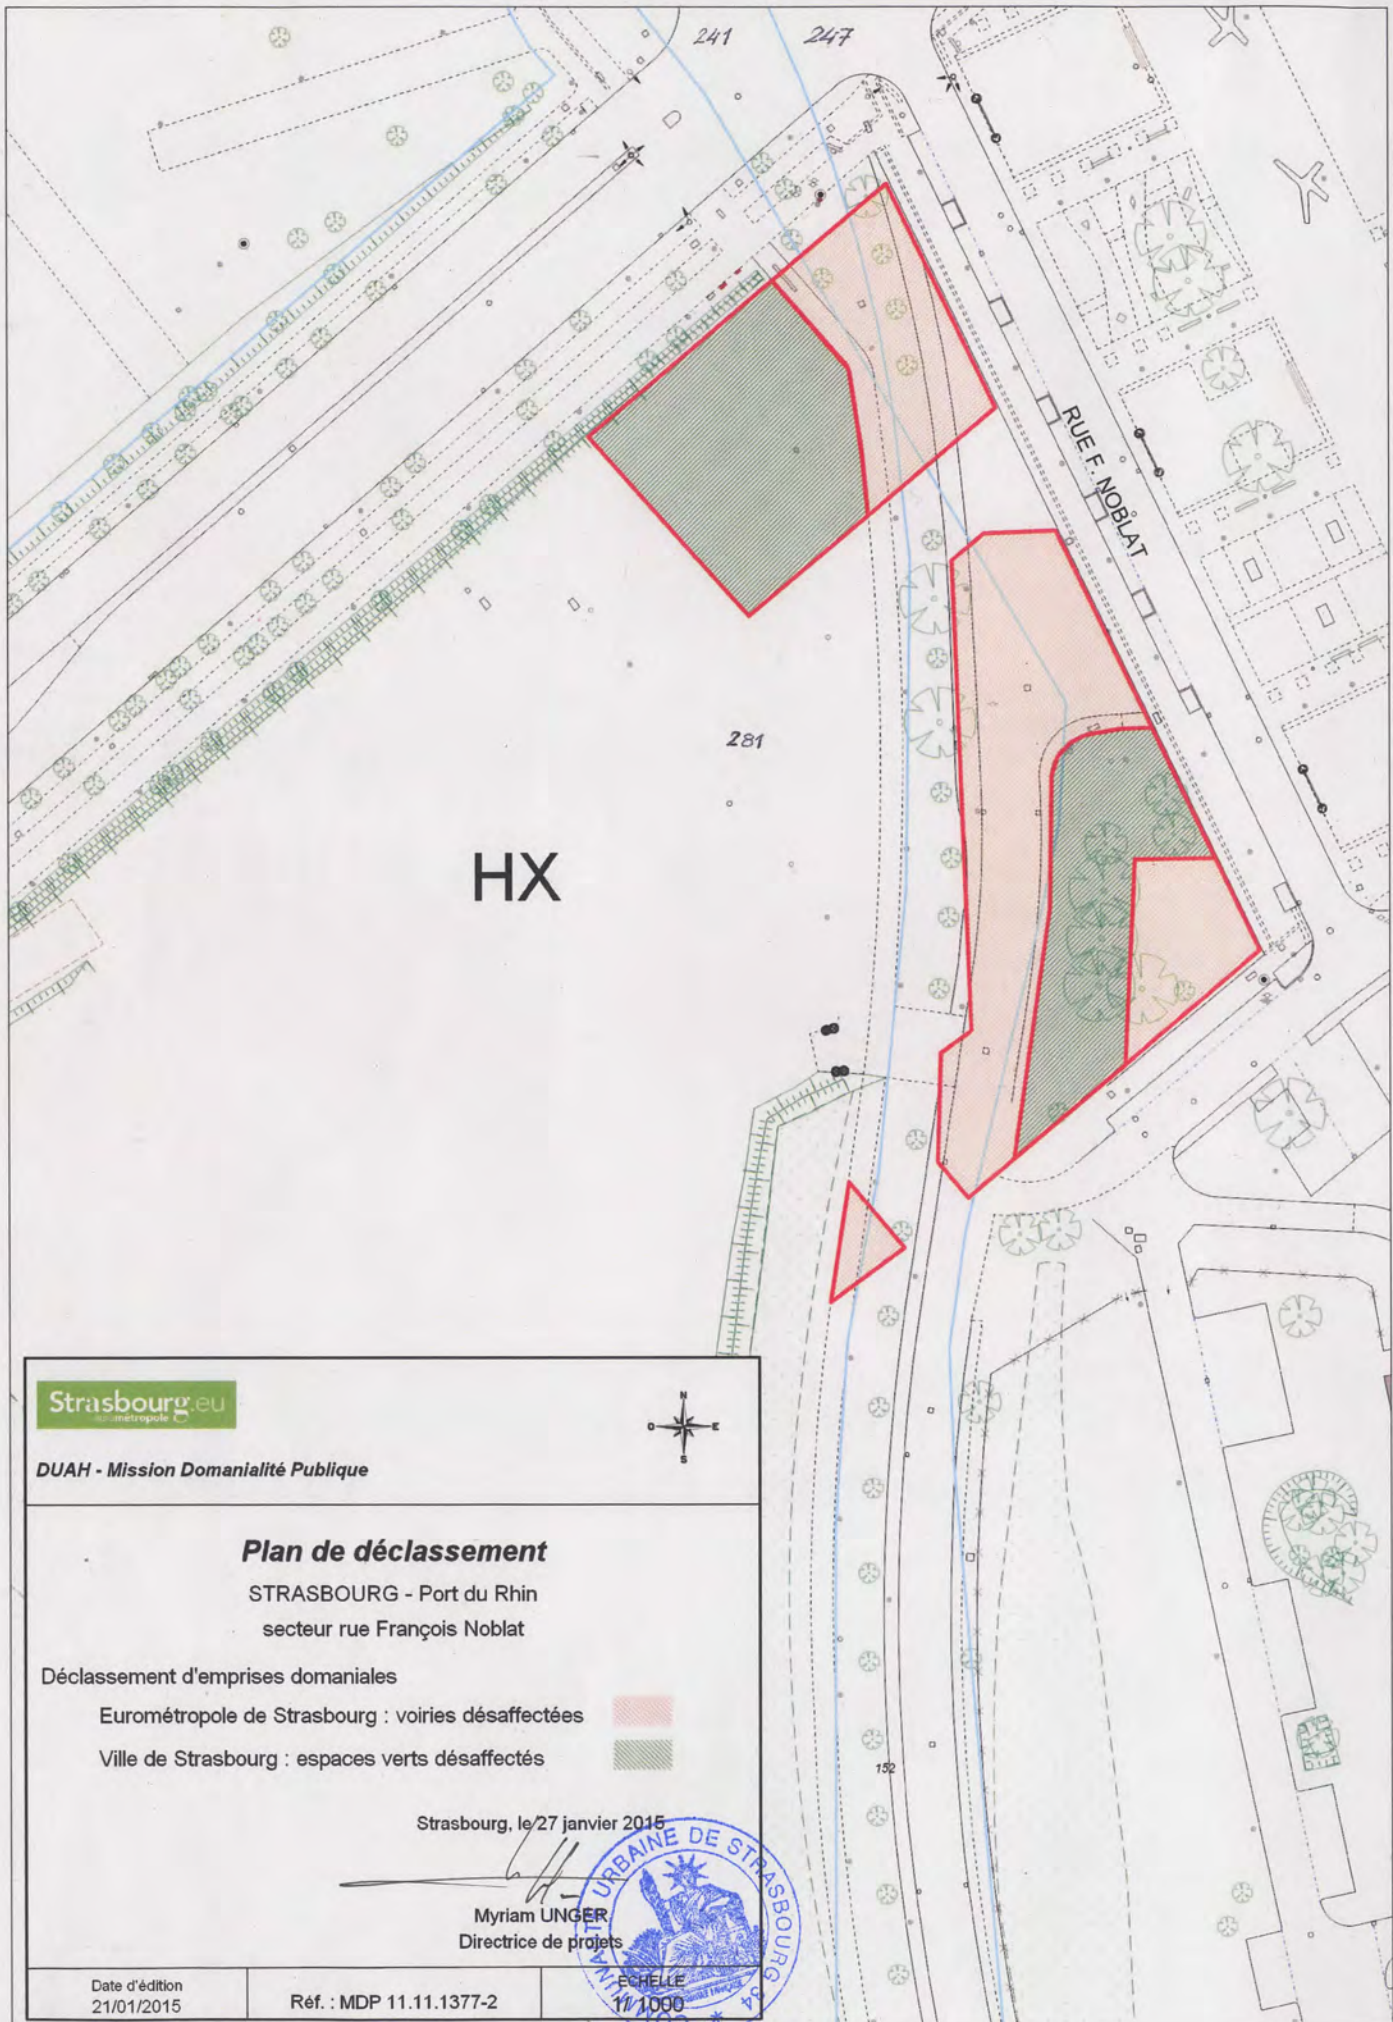 241 247
RUE F. NOBLAT
281
HX
152
Strasbourg.eu
eurométropole
N
O E
S
DUAH - Mission Domanialité Publique
Plan de déclassement
STRASBOURG - Port du Rhin
secteur rue François Noblat
Déclassement d'emprises domaniales
Eurométropole de Strasbourg : voiries désaffectées
Ville de Strasbourg : espaces verts désaffectés
Strasbourg, le 27 janvier 2015
Myriam UNGER
Directrice de projets
COMMUNAUTE URBAINE DE STRASBOURG 34
Date d'édition
21/01/2015
Réf. : MDP 11.11.1377-2
ECHELLE
1/ 1000